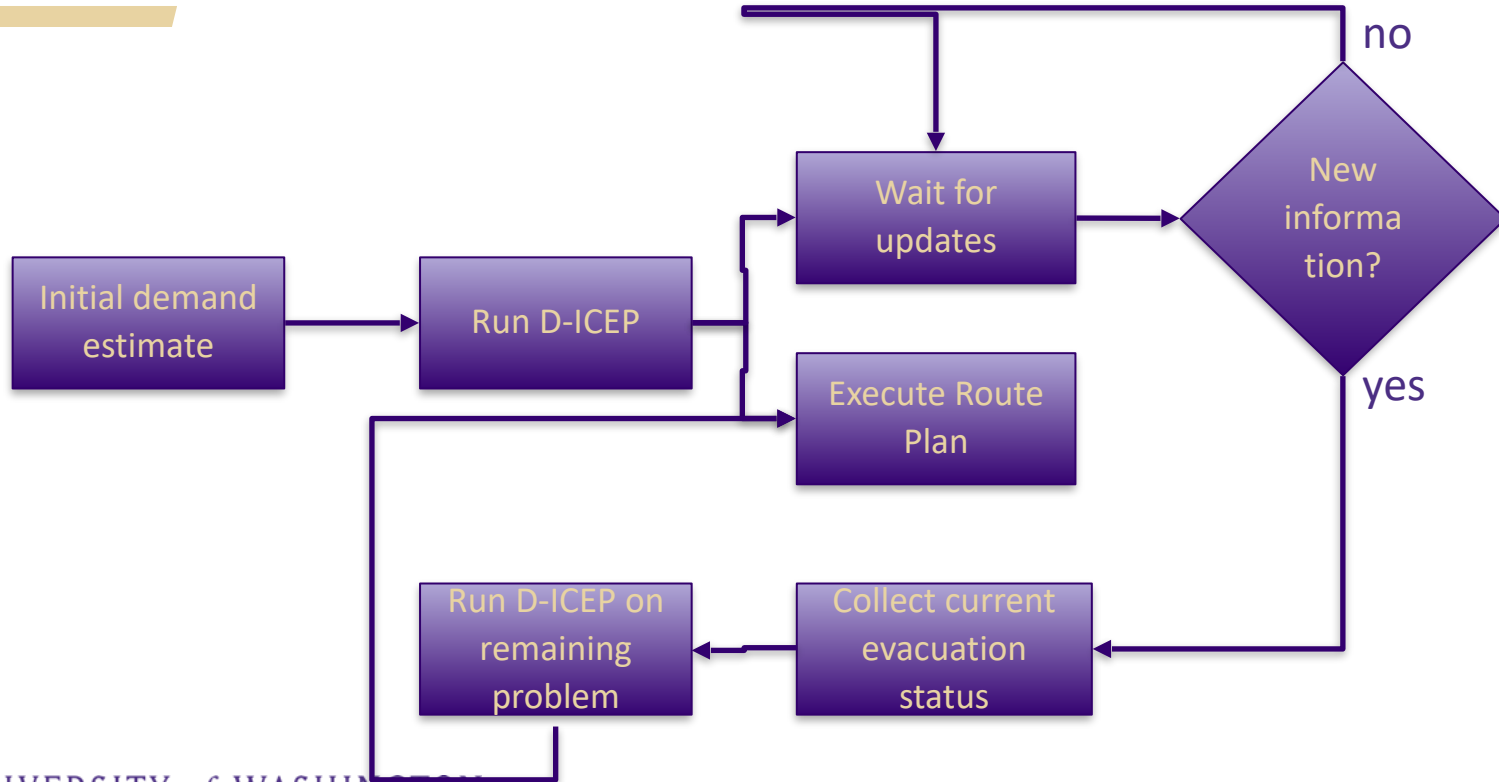 no
New
informa
tion?
Wait for
updates
Initial demand
estimate
Run D-ICEP
Execute Route
Plan
yes
Run D-ICEP on
remaining
problem
Collect current
evacuation
status
of